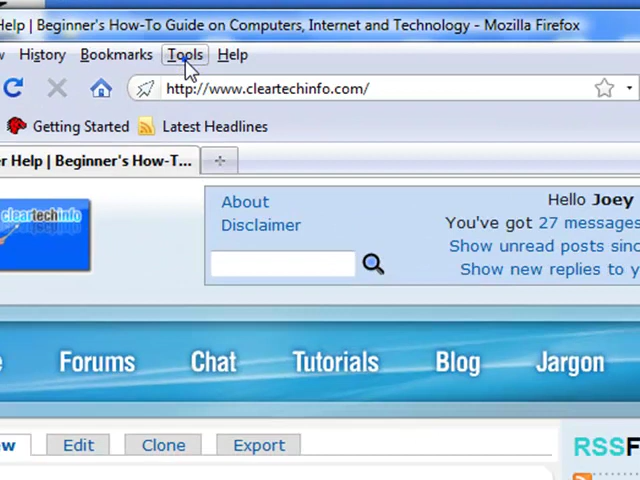 Help | Beginner's How-To Guide on Computers, Internet and Technology - Mozilla Firefox
History Bookmarks Tools Help
http://www.cleartechinfo.com/
Getting Started Latest Headlines
er Help | Beginner's How-T...
cleartechinfo
About
Disclaimer
Hello Joey
You've got 27 messages
Show unread posts sinc
Show new replies to y
Forums Chat Tutorials Blog Jargon
Edit Clone Export
RSSF